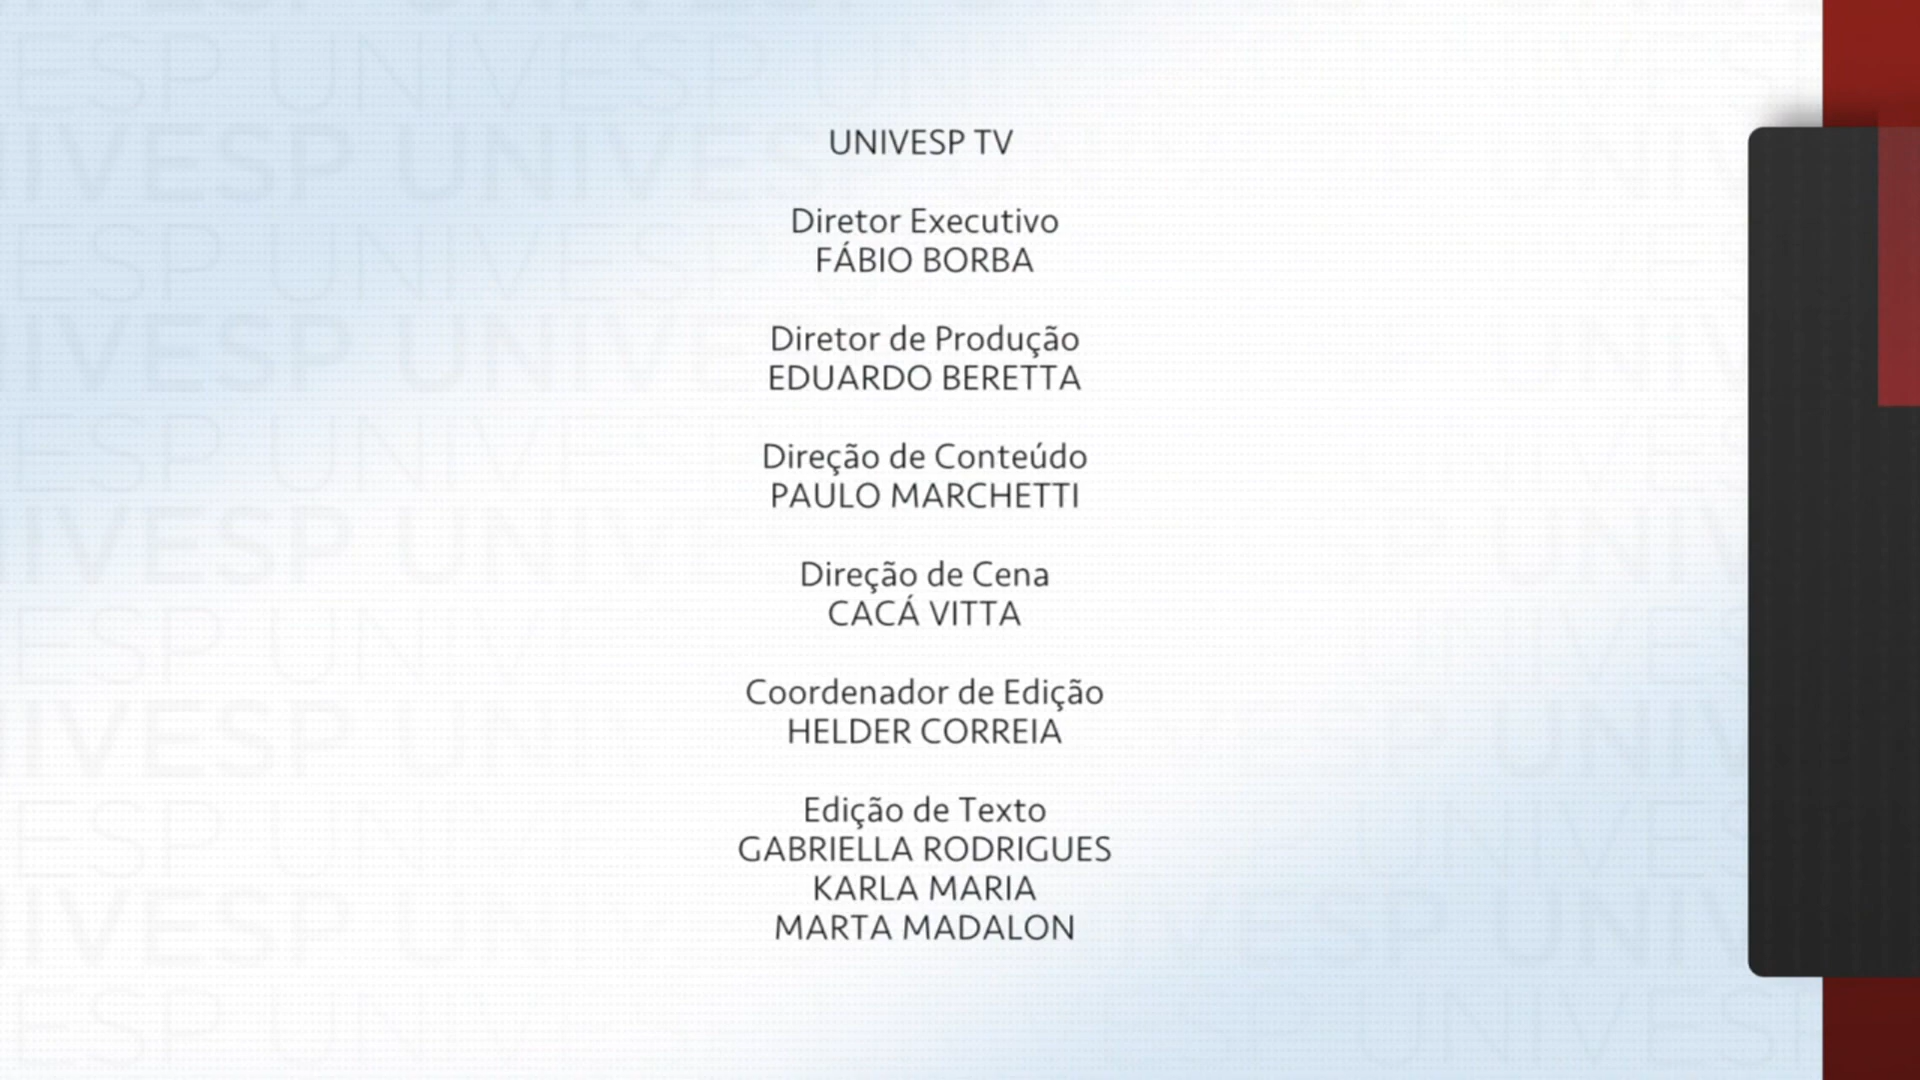 UNIVESP TV
Diretor Executivo
FÁBIO BORBA
Diretor de Produção
EDUARDO BERETTA
Direção de Conteúdo
PAULO MARCHETTI
Direção de Cena
CACÁ VITTA
Coordenador de Edição
HELDER CORREIA
Edição de Texto
GABRIELLA RODRIGUES
KARLA MARIA
MARTA MADALON